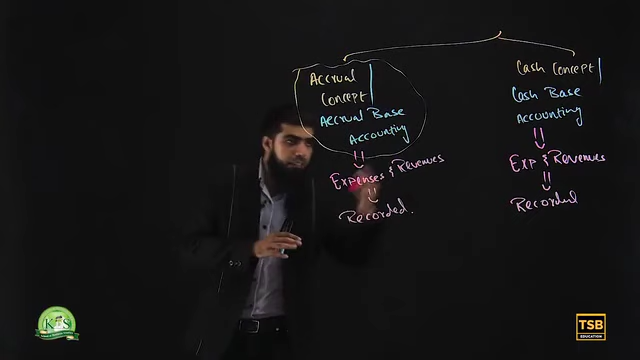 Accrual
Concept
Accrual Base
Accounting
Expenses & Revenues
Recorded.
Cash Concept
Cash Base
Accounting
Exp & Revenues
Recorded
TSB
EDUCATION